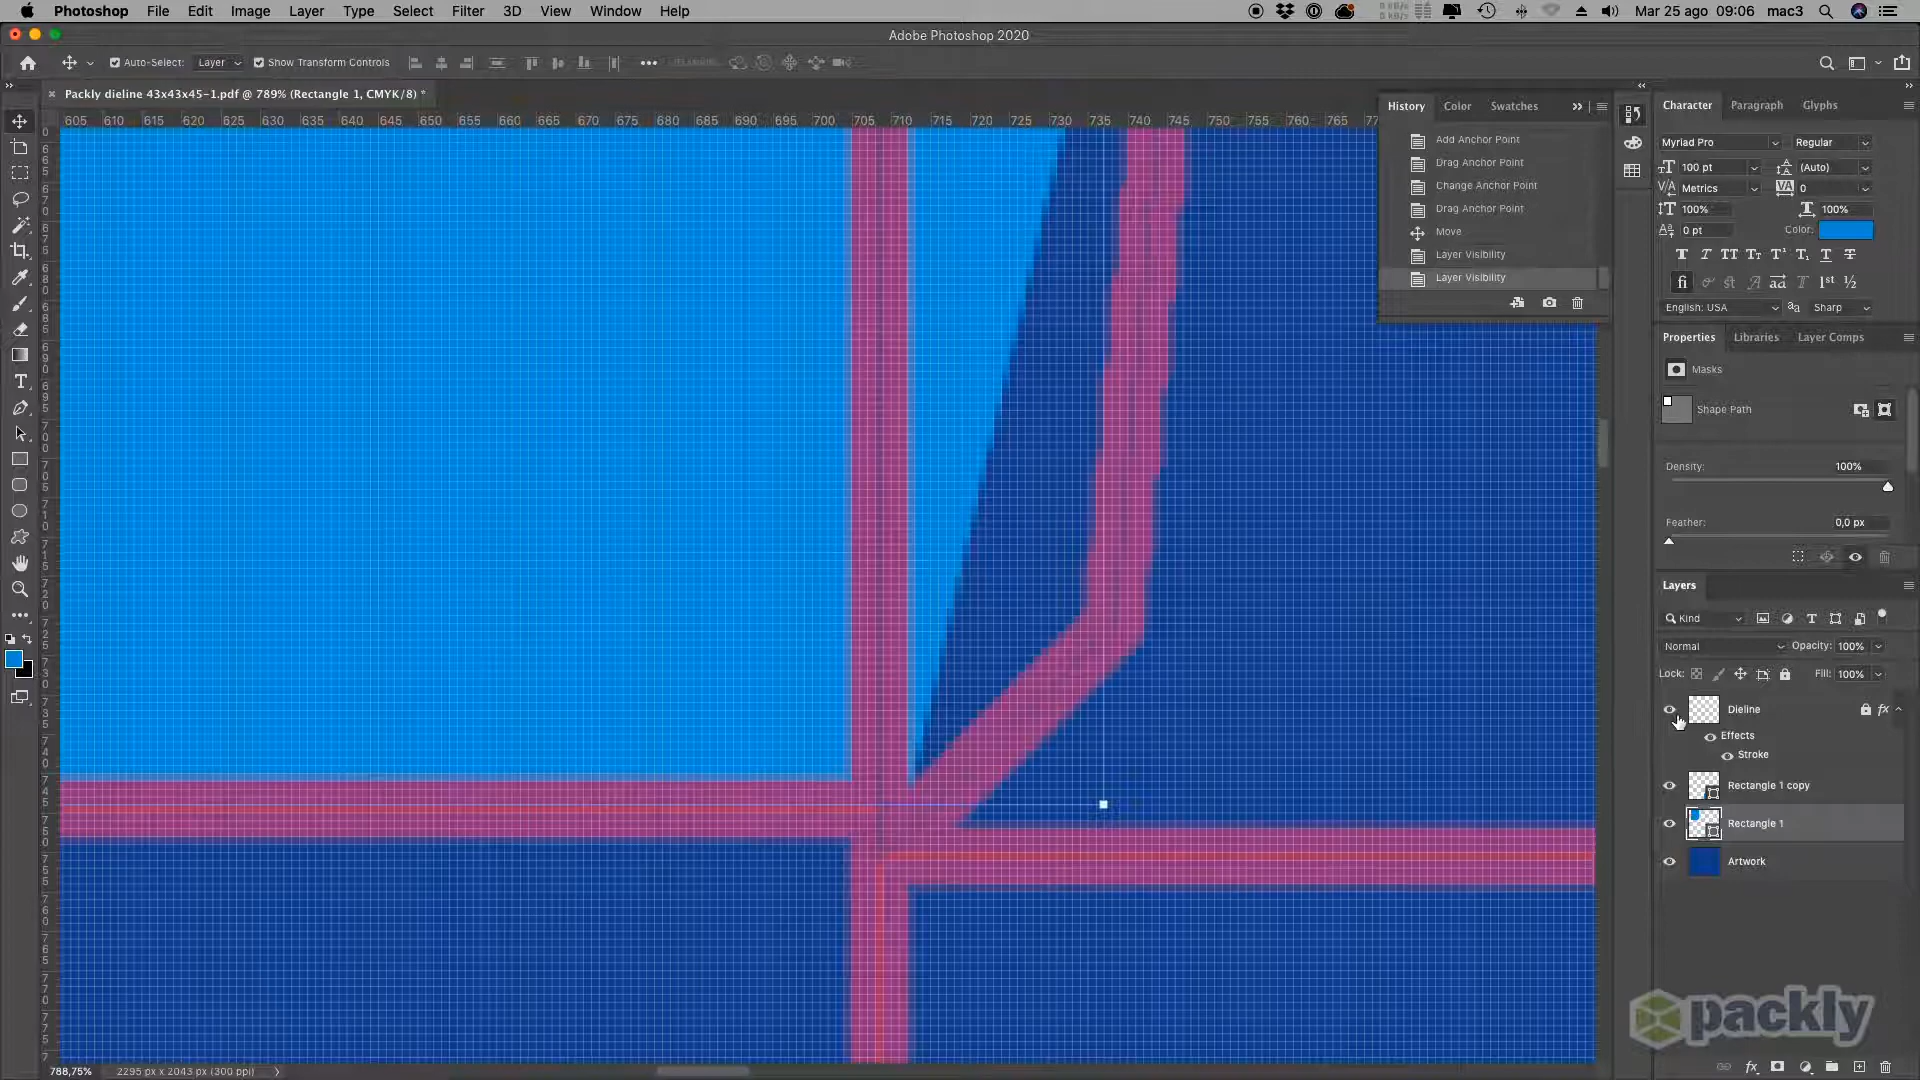 Photoshop File Edit Image Layer Type Select Filter 3D View Window Help Mar 25 ago 09:06 mac3
Adobe Photoshop 2020
Auto-Select: Layer Show Transform Controls
Packly dieline 43x43x45-1.pdf @ 789% (Rectangle 1, CMYK/8) *
605 610 615 620 625 630 635 640 645 650 655 660 665 670 675 680 685 690 695 700 705 710 715 720 725 730 735 740 745 750 755 760 765
History Color Swatches
Add Anchor Point
Drag Anchor Point
Change Anchor Point
Drag Anchor Point
Move
Layer Visibility
Layer Visibility
Character Paragraph Glyphs
Myriad Pro Regular
100 pt (Auto)
Metrics 0
100% 100%
0 pt Color:
English: USA Sharp
Properties Libraries Layer Comps
Masks
Shape Path
Density: 100%
Feather: 0,0 px
Layers
Kind
Normal Opacity: 100%
Lock: Fill: 100%
Dieline fx
Effects
Stroke
Rectangle 1 copy
Rectangle 1
Artwork
packly
788,75% 2295 px x 2043 px (300 ppi)